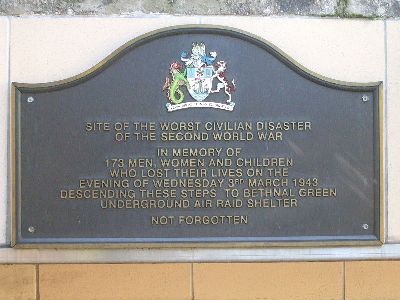 SITE OF THE WORST CIVILIAN DISASTER
OF THE SECOND WORLD WAR
IN MEMORY OF
173 MEN, WOMEN AND CHILDREN
WHO LOST THEIR LIVES ON THE
EVENING OF WEDNESDAY 3RD MARCH 1943
DESCENDING THESE STEPS TO BETHNAL GREEN
UNDERGROUND AIR RAID SHELTER
NOT FORGOTTEN